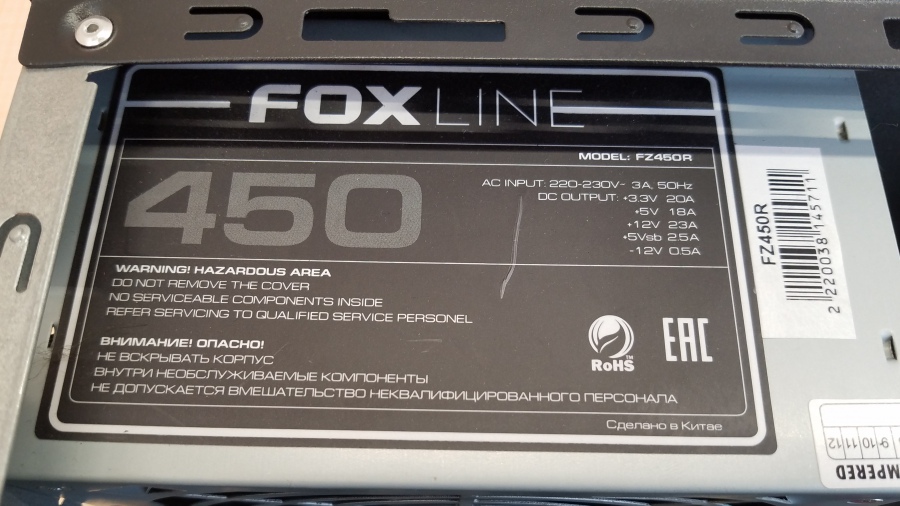 FOXLINE
MODEL: FZ450R
450
AC INPUT: 220-230V~ 3A, 50Hz
DC OUTPUT: +3.3V 20A
+5V 18A
+12V 23A
+5Vsb 2.5A
-12V 0.5A
WARNING! HAZARDOUS AREA
DO NOT REMOVE THE COVER
NO SERVICEABLE COMPONENTS INSIDE
REFER SERVICING TO QUALIFIED SERVICE PERSONEL
ВНИМАНИЕ! ОПАСНО!
НЕ ВСКРЫВАТЬ КОРПУС
ВНУТРИ НЕОБСЛУЖИВАЕМЫЕ КОМПОНЕНТЫ
НЕ ДОПУСКАЕТСЯ ВМЕШАТЕЛЬСТВО НЕКВАЛИФИЦИРОВАННОГО ПЕРСОНАЛА
RoHS
TM
EAC
Сделано в Китае
FZ450R
2 220038 145711
9 10 11 12
MPERED